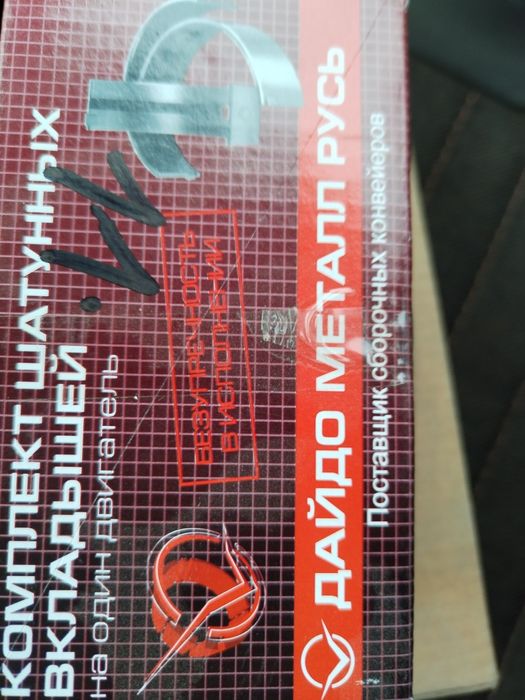 КОМПЛЕКТ ШАТУННЫХ
ВКЛАДЫШЕЙ
на один двигатель
БЕЗУПРЕЧНОСТЬ
В ИСПОЛНЕНИИ
ДАЙДО МЕТАЛЛ РУСЬ
Поставщик сборочных конвейеров